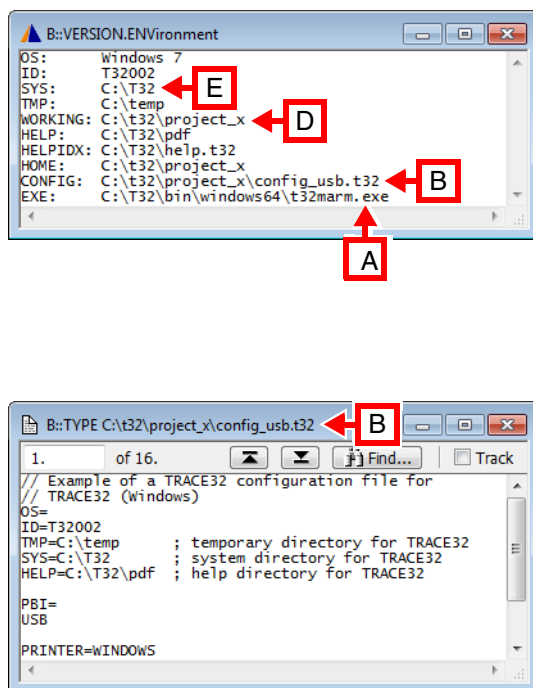 B::VERSION.ENVironment
OS: Windows 7
ID: T32002
SYS: C:\T32 E
TMP: C:\temp
WORKING: C:\t32\project_x D
HELP: C:\T32\pdf
HELPIDX: C:\T32\help.t32
HOME: C:\t32\project_x
CONFIG: C:\t32\project_x\config_usb.t32 B
EXE: C:\T32\bin\windows64\t32marm.exe
A
B::TYPE C:\t32\project_x\config_usb.t32 B
1. of 16. Find... Track
// Example of a TRACE32 configuration file for
// TRACE32 (Windows)
OS=
ID=T32002
TMP=C:\temp ; temporary directory for TRACE32
SYS=C:\T32 ; system directory for TRACE32
HELP=C:\T32\pdf ; help directory for TRACE32
PBI=
USB
PRINTER=WINDOWS